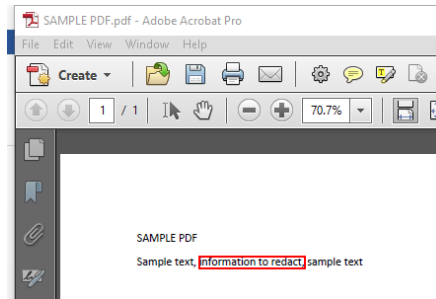 SAMPLE PDF.pdf - Adobe Acrobat Pro
File Edit View Window Help
Create
1 / 1 70.7%
SAMPLE PDF
Sample text, information to redact, sample text